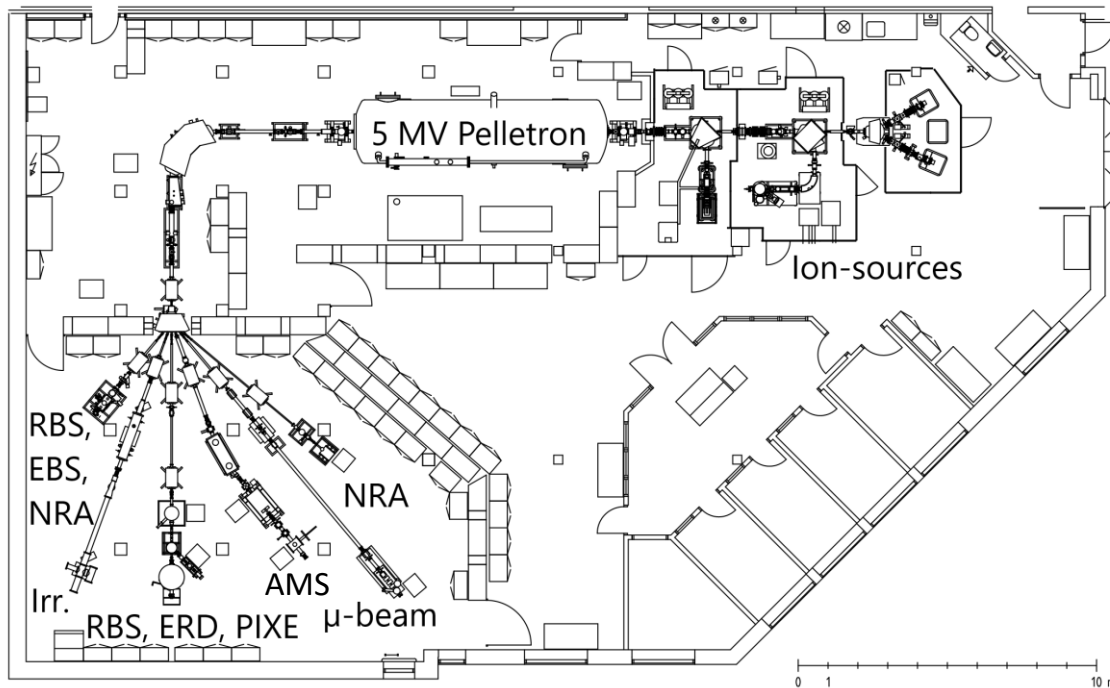 5 MV Pelletron
Ion-sources
RBS,
EBS,
NRA
NRA
Irr.
AMS
µ-beam
RBS, ERD, PIXE
0 1 10 m